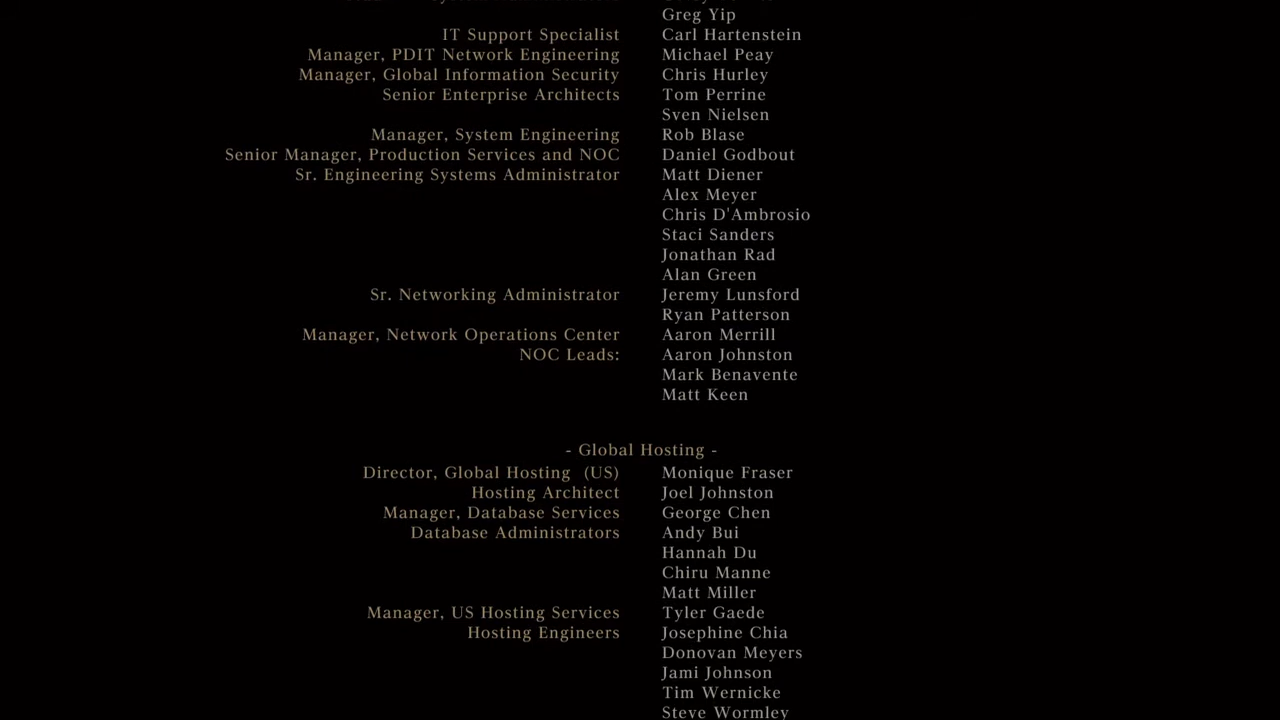 Greg Yip
IT Support Specialist Carl Hartenstein
Manager, PDIT Network Engineering Michael Peay
Manager, Global Information Security Chris Hurley
Senior Enterprise Architects Tom Perrine
Sven Nielsen
Manager, System Engineering Rob Blase
Senior Manager, Production Services and NOC Daniel Godbout
Sr. Engineering Systems Administrator Matt Diener
Alex Meyer
Chris D'Ambrosio
Staci Sanders
Jonathan Rad
Alan Green
Sr. Networking Administrator Jeremy Lunsford
Ryan Patterson
Manager, Network Operations Center Aaron Merrill
NOC Leads: Aaron Johnston
Mark Benavente
Matt Keen
- Global Hosting -
Director, Global Hosting (US) Monique Fraser
Hosting Architect Joel Johnston
Manager, Database Services George Chen
Database Administrators Andy Bui
Hannah Du
Chiru Manne
Matt Miller
Manager, US Hosting Services Tyler Gaede
Hosting Engineers Josephine Chia
Donovan Meyers
Jami Johnson
Tim Wernicke
Steve Wormley